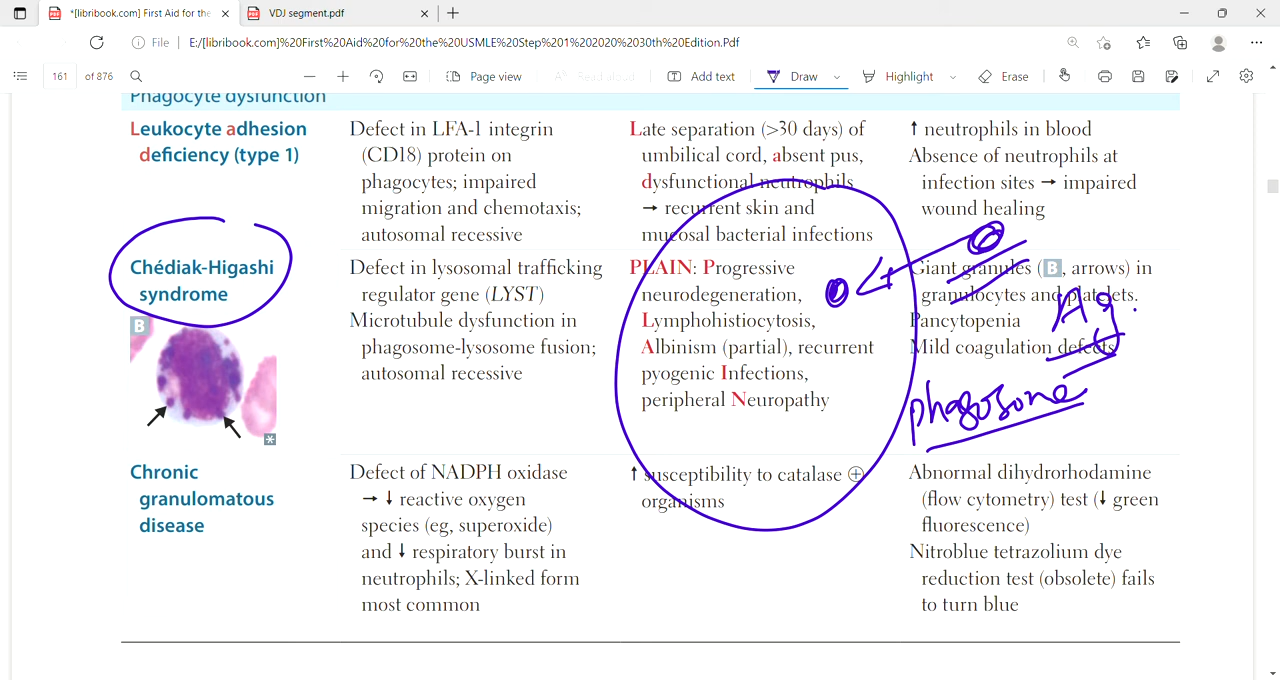 *[libribook.com] First Aid for the
VDJ segment.pdf
File
E:/[libribook.com]%20First%20Aid%20for%20the%20USMLE%20Step%201%202020%2030th%20Edition.Pdf
161 of 876
Page view
Read aloud
Add text
Draw
Highlight
Erase
Phagocyte dysfunction
Leukocyte adhesion
deficiency (type 1)
Defect in LFA-1 integrin
(CD18) protein on
phagocytes; impaired
migration and chemotaxis;
autosomal recessive
Late separation (>30 days) of
umbilical cord, absent pus,
dysfunctional neutrophils
→ recurrent skin and
mucosal bacterial infections
↑ neutrophils in blood
Absence of neutrophils at
infection sites → impaired
wound healing
Chédiak-Higashi
syndrome
B
*
Defect in lysosomal trafficking
regulator gene (LYST)
Microtubule dysfunction in
phagosome-lysosome fusion;
autosomal recessive
PLAIN: Progressive
neurodegeneration,
Lymphohistiocytosis,
Albinism (partial), recurrent
pyogenic Infections,
peripheral Neuropathy
Giant granules (B, arrows) in
granulocytes and platelets.
Pancytopenia
Mild coagulation defects
Ag.
phagosome
Chronic
granulomatous
disease
Defect of NADPH oxidase
→ ↓ reactive oxygen
species (eg, superoxide)
and ↓ respiratory burst in
neutrophils; X-linked form
most common
↑ susceptibility to catalase ⊕
organisms
Abnormal dihydrorhodamine
(flow cytometry) test (↓ green
fluorescence)
Nitroblue tetrazolium dye
reduction test (obsolete) fails
to turn blue